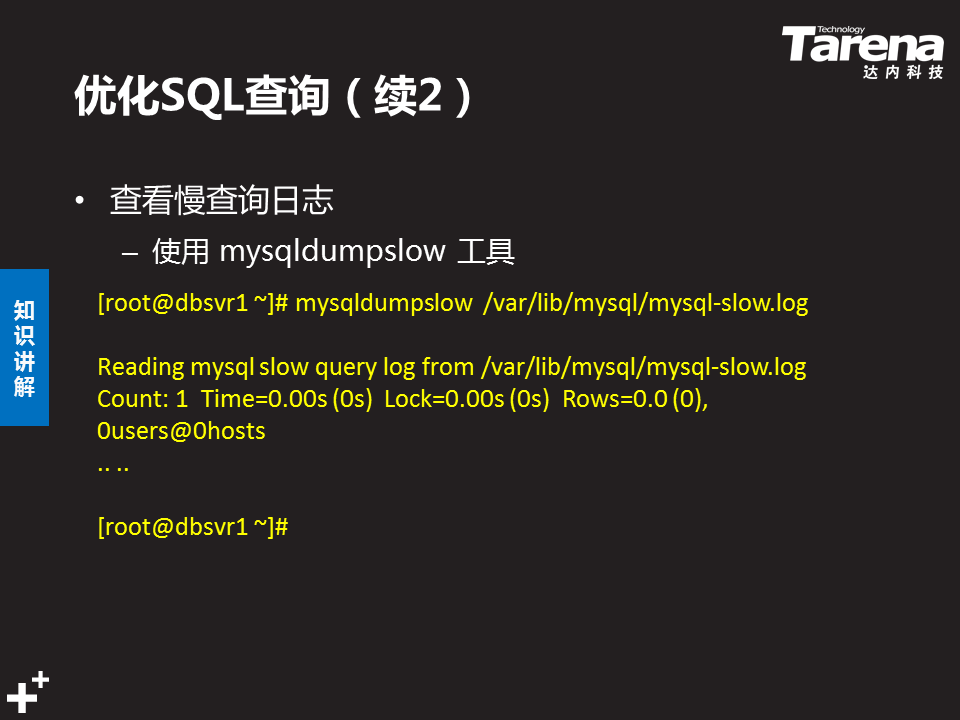 Technology
Tarena
达内科技
优化SQL查询（续2）
• 查看慢查询日志
– 使用 mysqldumpslow 工具
知
识
讲
解
[root@dbsvr1 ~]# mysqldumpslow /var/lib/mysql/mysql-slow.log
Reading mysql slow query log from /var/lib/mysql/mysql-slow.log
Count: 1 Time=0.00s (0s) Lock=0.00s (0s) Rows=0.0 (0),
0users@0hosts
.. ..
[root@dbsvr1 ~]#